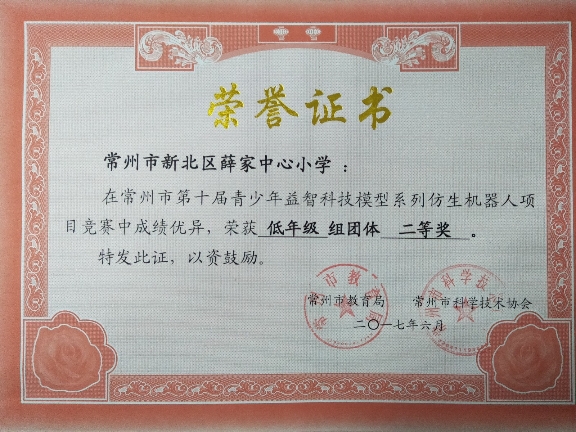 荣誉证书
常州市新北区薛家中心小学：
在常州市第十届青少年益智科技模型系列仿生机器人项
目竞赛中成绩优异，荣获 低年级 组团体 二等奖 。
特发此证，以资鼓励。
常州市教育局 常州市科学技术协会
二〇一七年六月